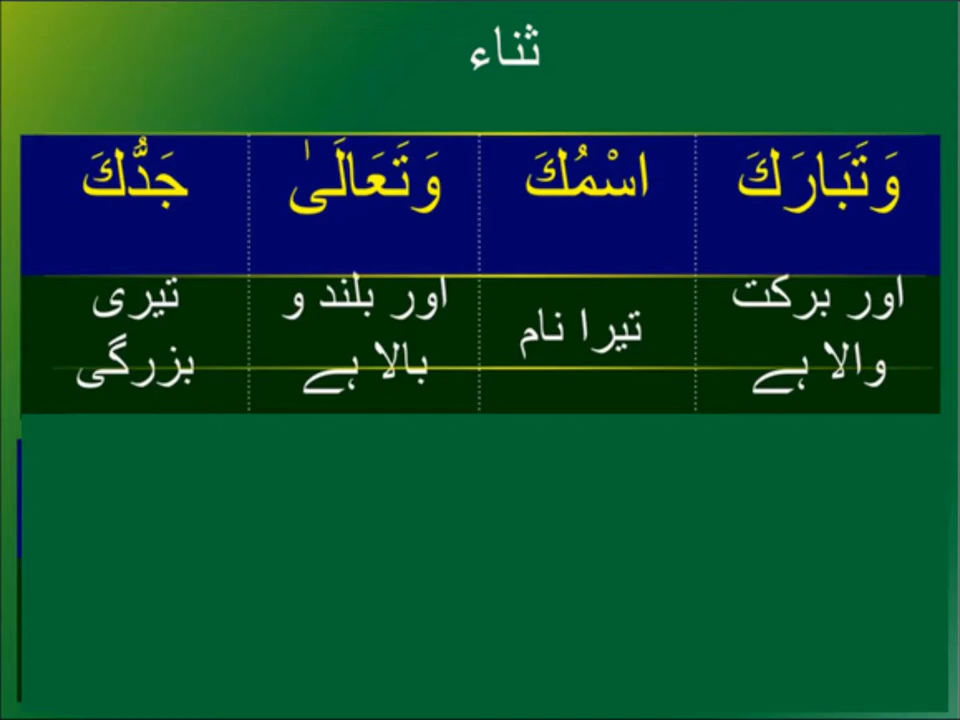 ثناء
وَتَبَارَكَ اسْمُكَ وَتَعَالَىٰ جَدُّكَ
اور برکت والا ہے
تیرا نام
اور بلند و بالا ہے
تیری بزرگی